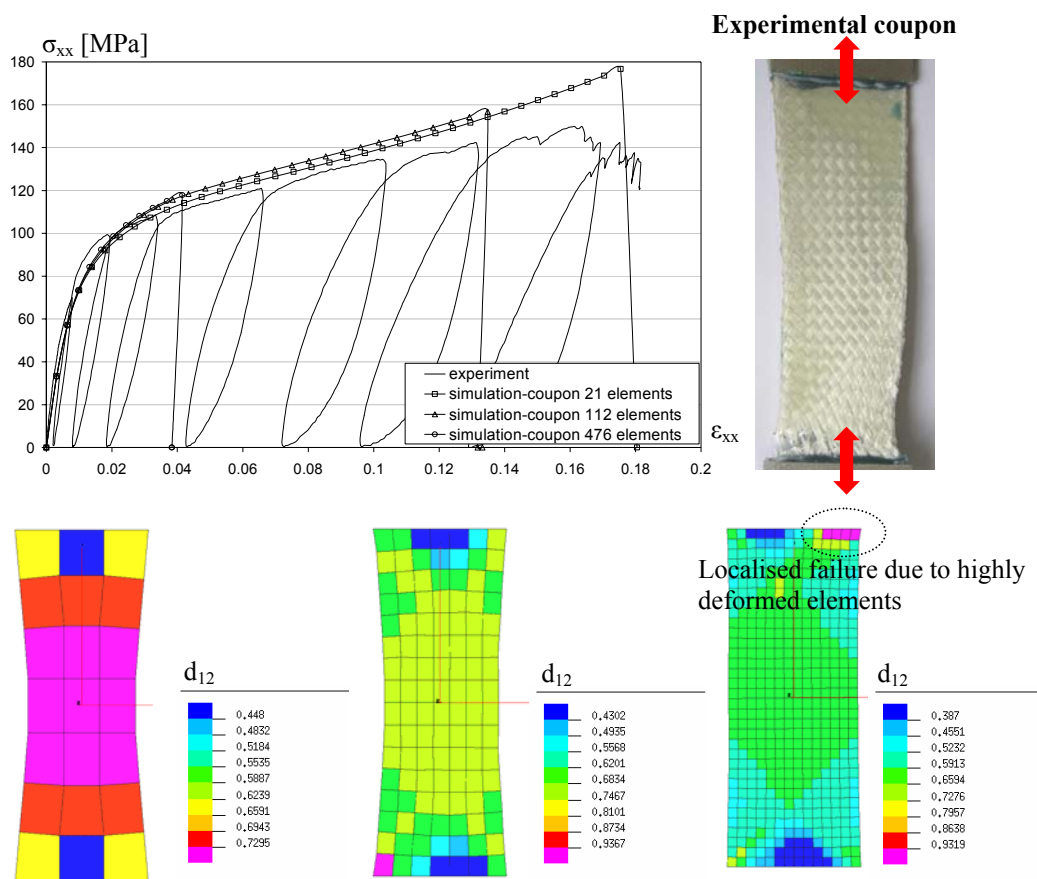 σxx [MPa]
Experimental coupon
180
160
140
120
100
80
60
40
20
0
experiment
simulation-coupon 21 elements
simulation-coupon 112 elements
simulation-coupon 476 elements
εxx
0 0.02 0.04 0.06 0.08 0.1 0.12 0.14 0.16 0.18 0.2
Localised failure due to highly
deformed elements
d12
0.448
0.4832
0.5184
0.5535
0.5887
0.6239
0.6591
0.6943
0.7295
d12
0.4302
0.4935
0.5568
0.6201
0.6834
0.7467
0.8101
0.8734
0.9367
d12
0.387
0.4551
0.5232
0.5913
0.6594
0.7276
0.7957
0.8638
0.9319